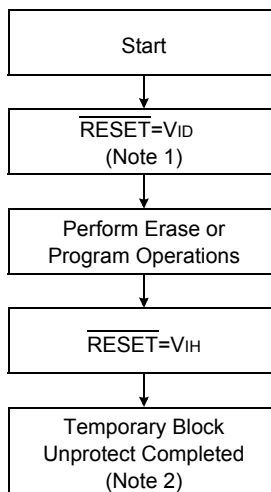 Start
RESET=VID
(Note 1)
Perform Erase or
Program Operations
RESET=VIH
Temporary Block
Unprotect Completed
(Note 2)